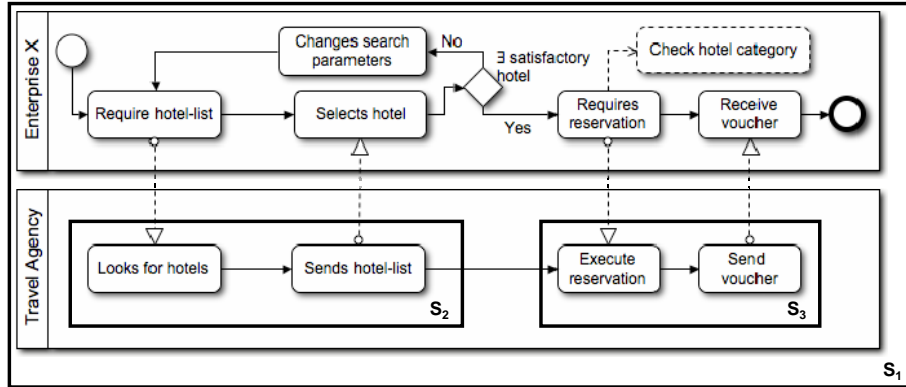 Enterprise X
Changes search
parameters
No
∃ satisfactory
hotel
Check hotel category
Require hotel-list
Selects hotel
Yes
Requires
reservation
Receive
voucher
Travel Agency
Looks for hotels
Sends hotel-list
S₂
Execute
reservation
Send
voucher
S₃
S₁